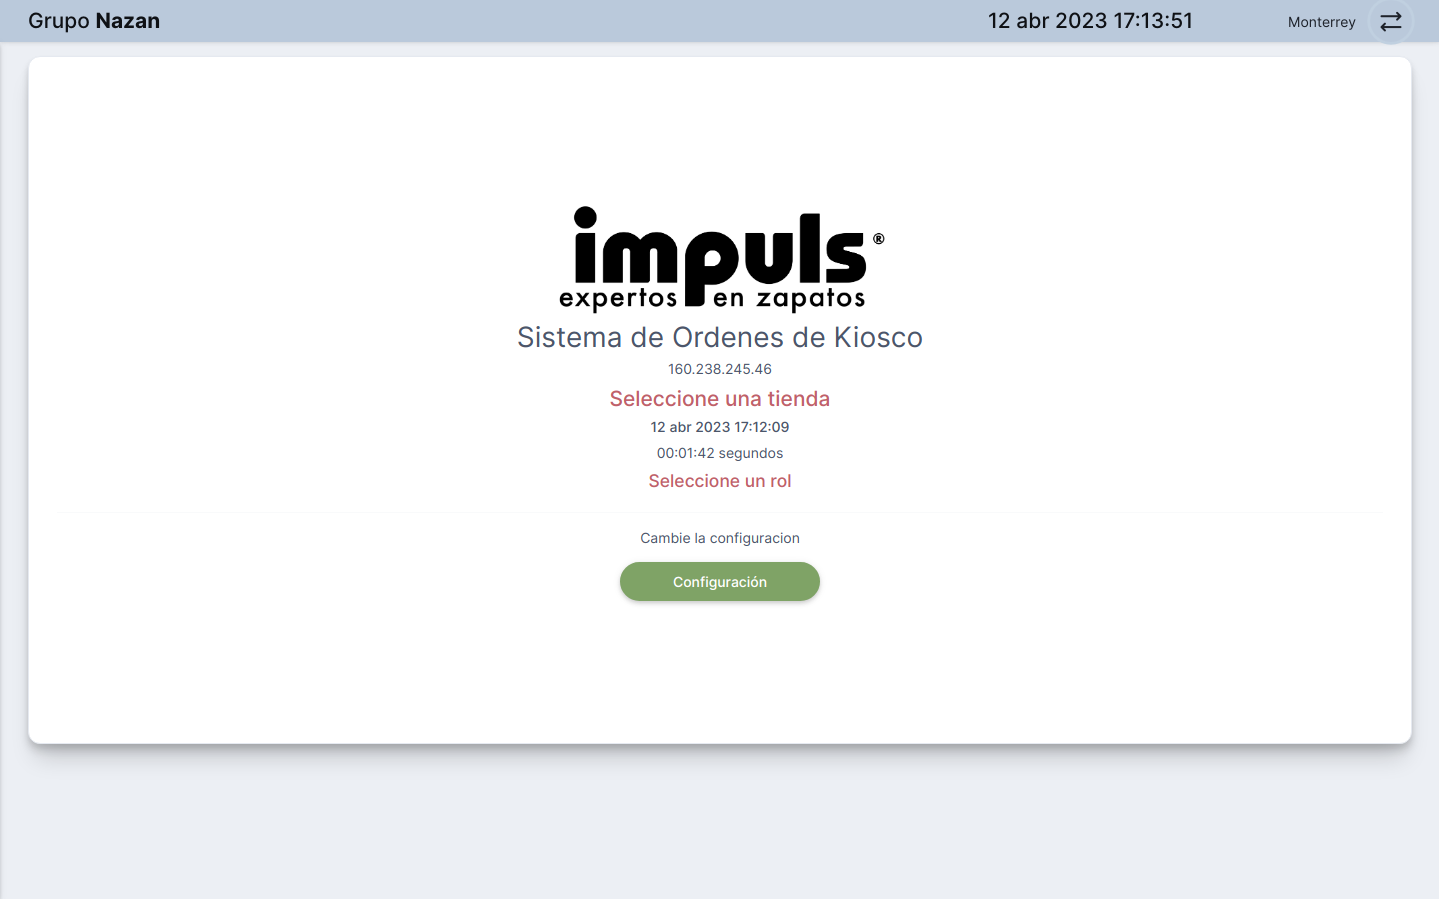 Grupo Nazan
12 abr 2023 17:13:51
Monterrey
impuls®
expertos en zapatos
Sistema de Ordenes de Kiosco
160.238.245.46
Seleccione una tienda
12 abr 2023 17:12:09
00:01:42 segundos
Seleccione un rol
Cambie la configuracion
Configuración